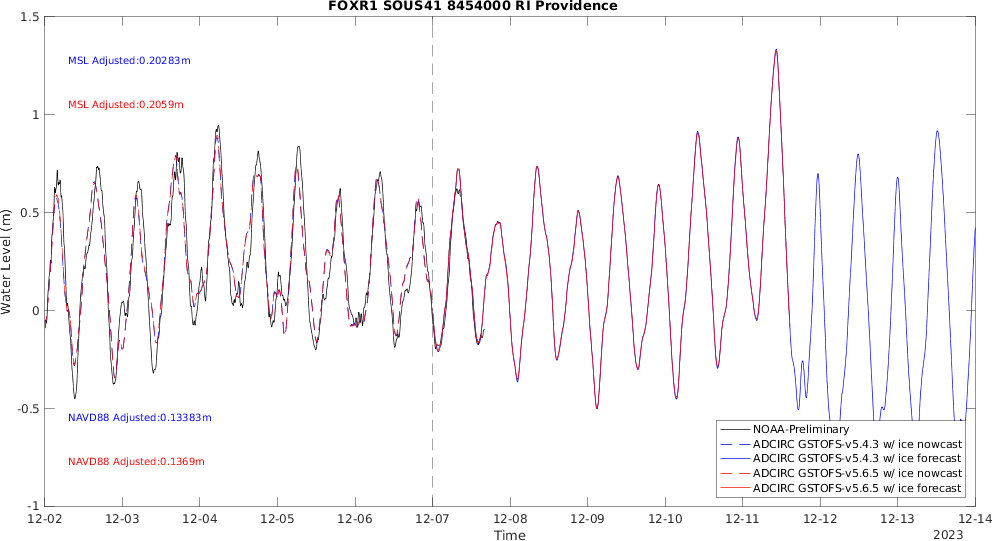 FOXR1 SOUS41 8454000 RI Providence
1.5
MSL Adjusted:0.20283m
MSL Adjusted:0.2059m
1
0.5
Water Level (m)
0
-0.5
NAVD88 Adjusted:0.13383m
NAVD88 Adjusted:0.1369m
NOAA-Preliminary
ADCIRC GSTOFS-v5.4.3 w/ ice nowcast
ADCIRC GSTOFS-v5.4.3 w/ ice forecast
ADCIRC GSTOFS-v5.6.5 w/ ice nowcast
ADCIRC GSTOFS-v5.6.5 w/ ice forecast
-1
12-02 12-03 12-04 12-05 12-06 12-07 12-08 12-09 12-10 12-11 12-12 12-13 12-14
Time
2023